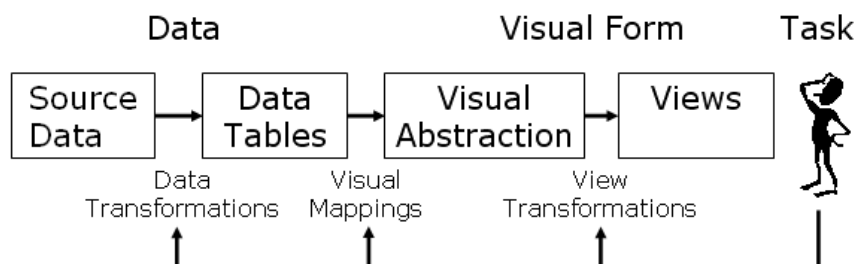 Data
Visual Form
Task
Source
Data
Data
Tables
Visual
Abstraction
Views
Data
Transformations
Visual
Mappings
View
Transformations